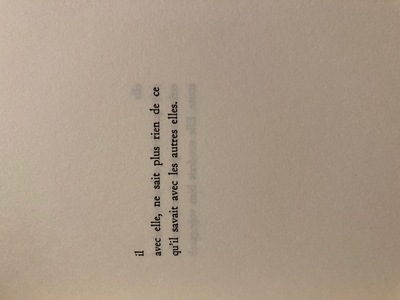 il
avec elle, ne sait plus rien de ce
qu'il savait avec les autres elles.